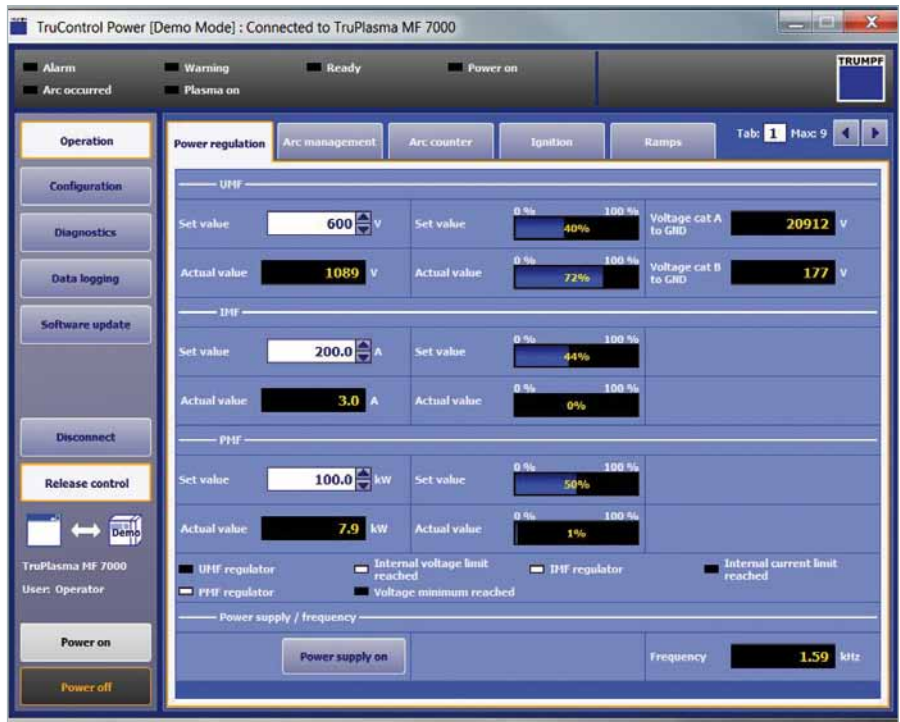 TruControl Power [Demo Mode] : Connected to TruPlasma MF 7000
Alarm Warning Ready Power on
Arc occurred Plasma on
TRUMPF
Operation
Configuration
Diagnostics
Data logging
Software update
Disconnect
Release control
Demo
TruPlasma MF 7000
User: Operator
Power on
Power off
Power regulation Arc management Arc counter Ignition Ramps Tab: 1 Max: 9
UMF
Set value 600 V Set value 0 % 100 % 40% Voltage cat A to GND 20912 V
Actual value 1089 V Actual value 0 % 100 % 72% Voltage cat B to GND 177 V
IMF
Set value 200.0 A Set value 0 % 100 % 44%
Actual value 3.0 A Actual value 0 % 100 % 0%
PMF
Set value 100.0 kW Set value 0 % 100 % 50%
Actual value 7.9 kW Actual value 0 % 100 % 1%
UMF regulator Internal voltage limit reached IMF regulator Internal current limit reached
PMF regulator Voltage minimum reached
Power supply / frequency
Power supply on Frequency 1.59 kHz